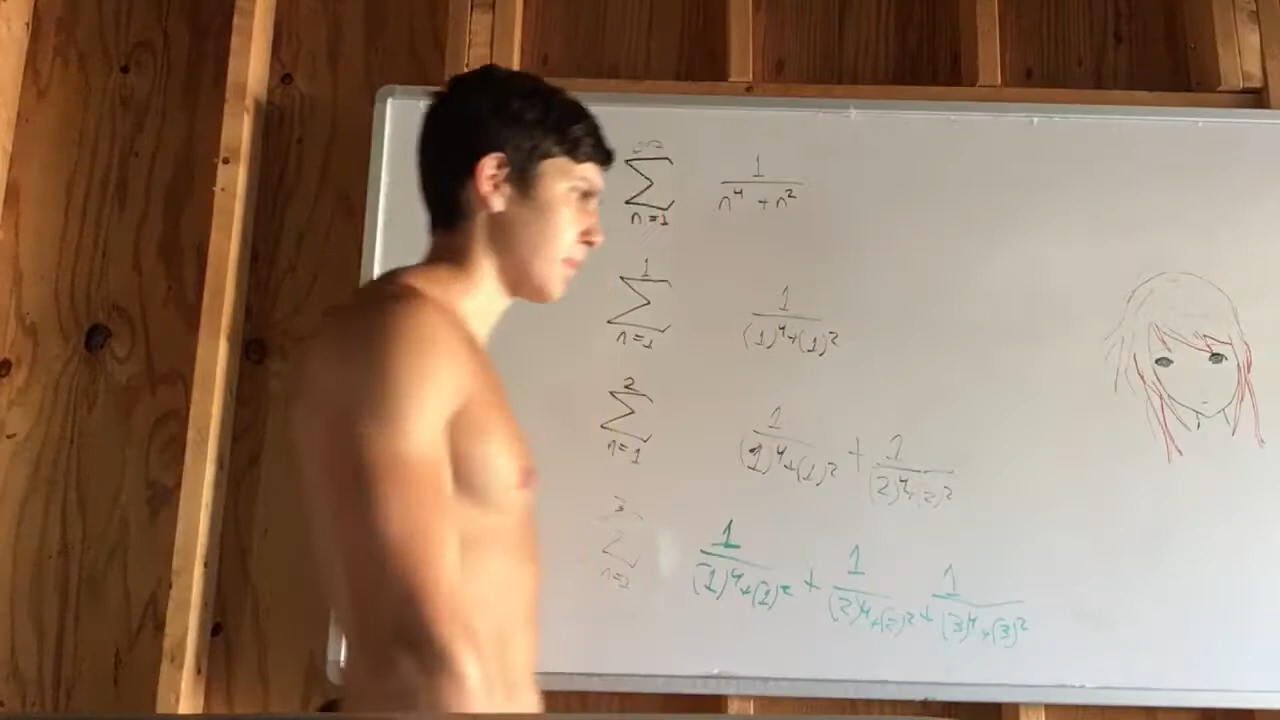 ∞ ∑ n=1 1/(n⁴+n²)
1 ∑ n=1 1/((1)⁴+(1)²)
2 ∑ n=1 1/((1)⁴+(1)²) + 1/((2)⁴+(2)²)
3 ∑ n=1 1/((1)⁴+(1)²) + 1/((2)⁴+(2)²) + 1/((3)⁴+(3)²)